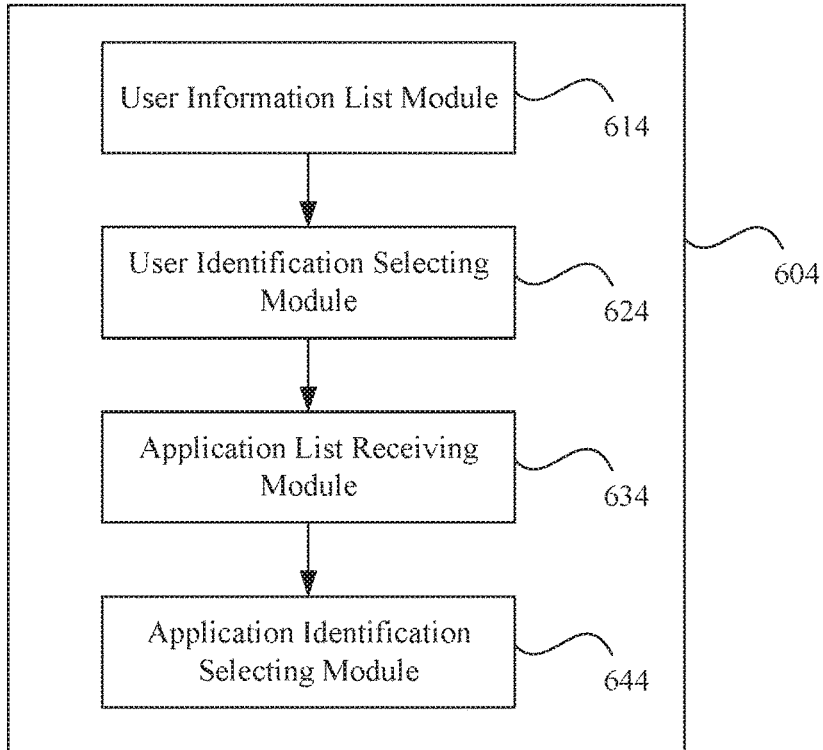 User Information List Module
614
User Identification Selecting
Module
624
604
Application List Receiving
Module
634
Application Identification
Selecting Module
644